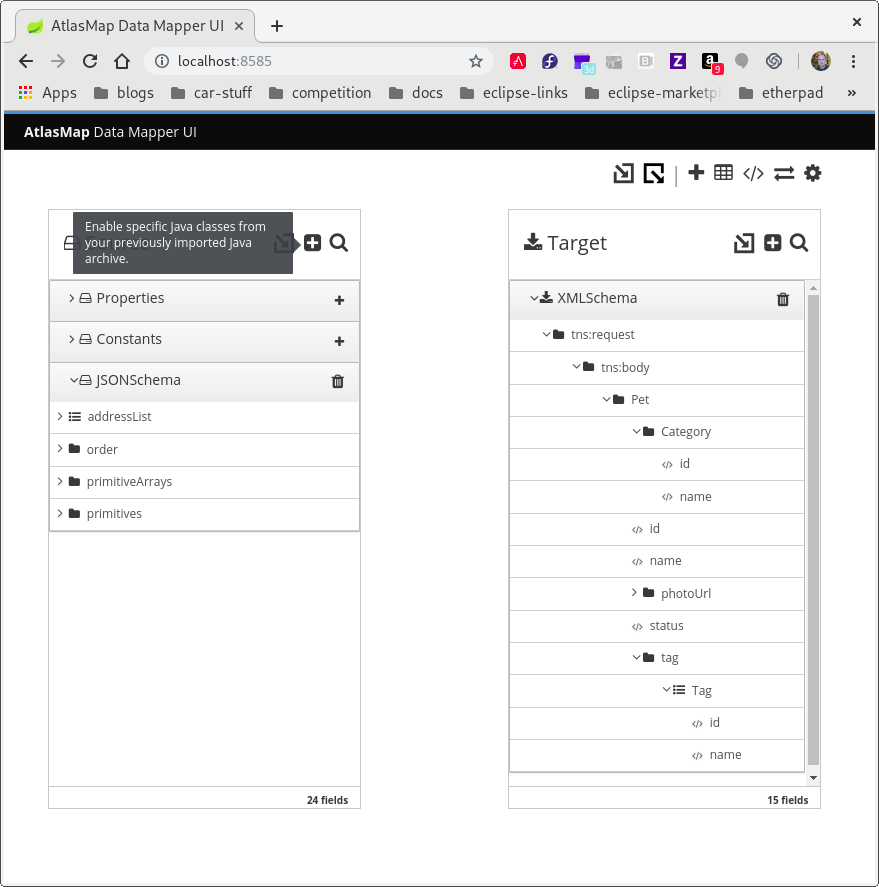 AtlasMap Data Mapper UI
localhost:8585
3d
9
Apps
blogs
car-stuff
competition
docs
eclipse-links
eclipse-marketpl
etherpad
»
AtlasMap Data Mapper UI
Enable specific Java classes from
your previously imported Java
archive.
Target
Properties
Constants
JSONSchema
addressList
order
primitiveArrays
primitives
24 fields
XMLSchema
tns:request
tns:body
Pet
Category
id
name
id
name
photoUrl
status
tag
Tag
id
name
15 fields